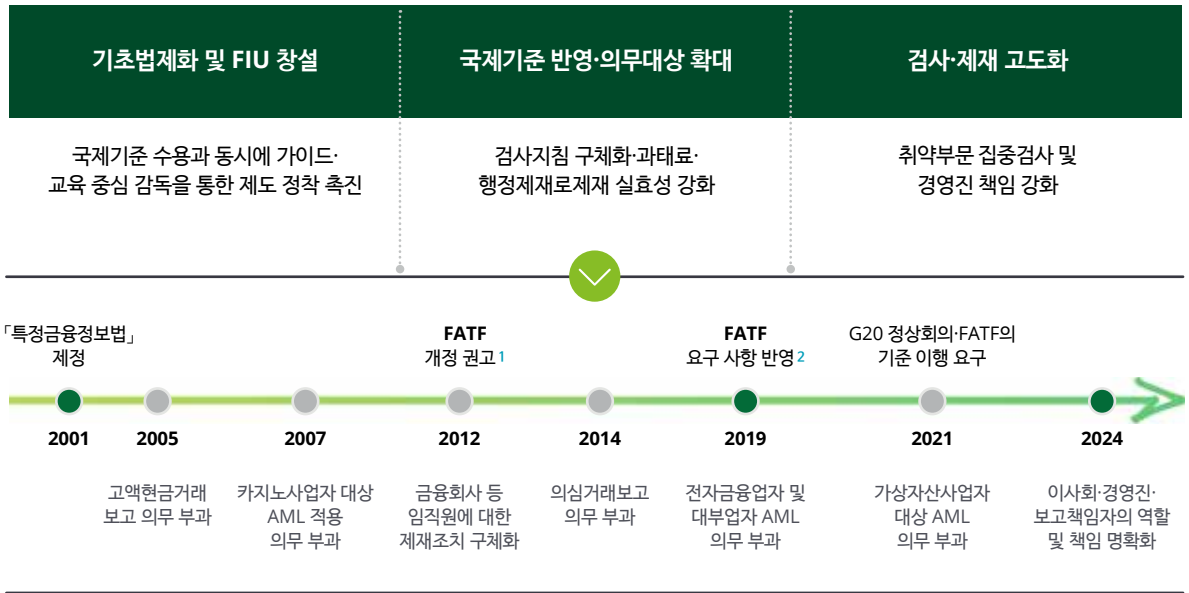 기초법제화 및 FIU 창설
국제기준 반영·의무대상 확대
검사·제재 고도화
국제기준 수용과 동시에 가이드·
교육 중심 감독을 통한 제도 정착 촉진
검사지침 구체화·과태료·
행정제재로제재 실효성 강화
취약부문 집중검사 및
경영진 책임 강화
「특정금융정보법」
제정
FATF
개정 권고 1
FATF
요구 사항 반영 2
G20 정상회의·FATF의
기준 이행 요구
2001
2005
2007
2012
2014
2019
2021
2024
고액현금거래
보고 의무 부과
카지노사업자 대상
AML 적용
의무 부과
금융회사 등
임직원에 대한
제재조치 구체화
의심거래보고
의무 부과
전자금융업자 및
대부업자 AML
의무 부과
가상자산사업자
대상 AML
의무 부과
이사회·경영진·
보고책임자의 역할
및 책임 명확화